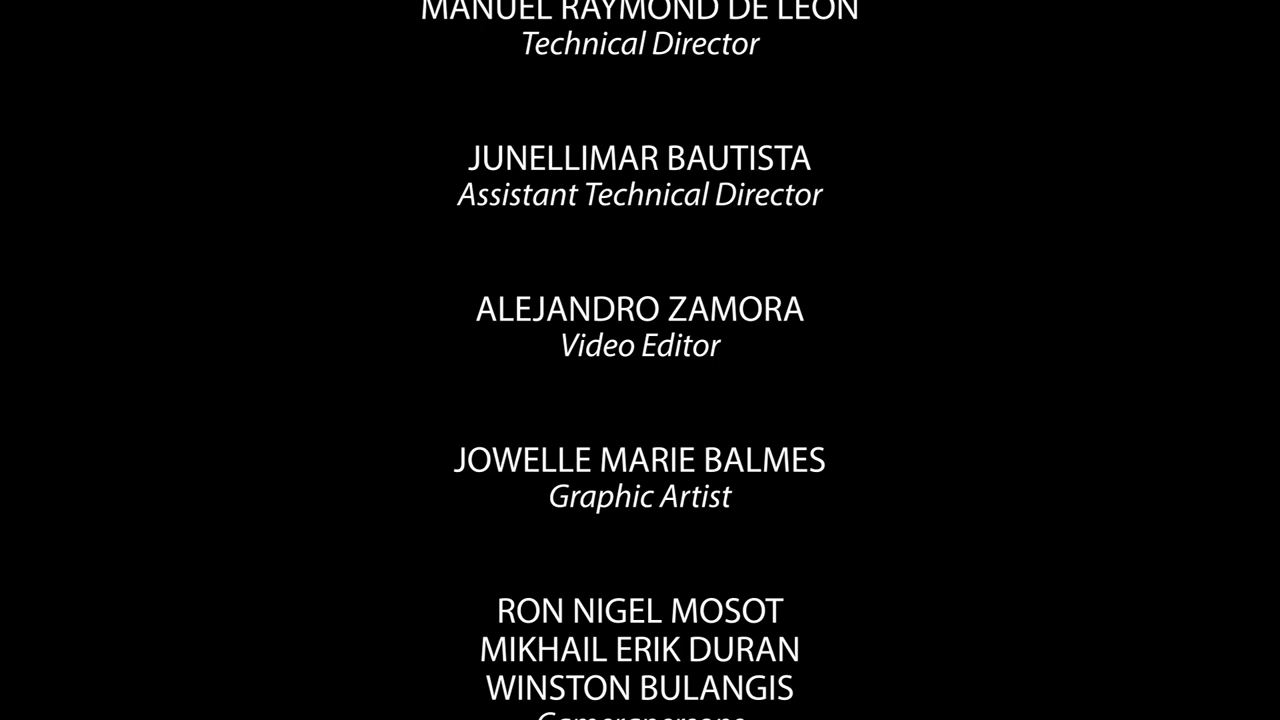 MANUEL RAYMOND DE LEON
Technical Director
JUNELLIMAR BAUTISTA
Assistant Technical Director
ALEJANDRO ZAMORA
Video Editor
JOWELLE MARIE BALMES
Graphic Artist
RON NIGEL MOSOT
MIKHAIL ERIK DURAN
WINSTON BULANGIS
Camerapersons